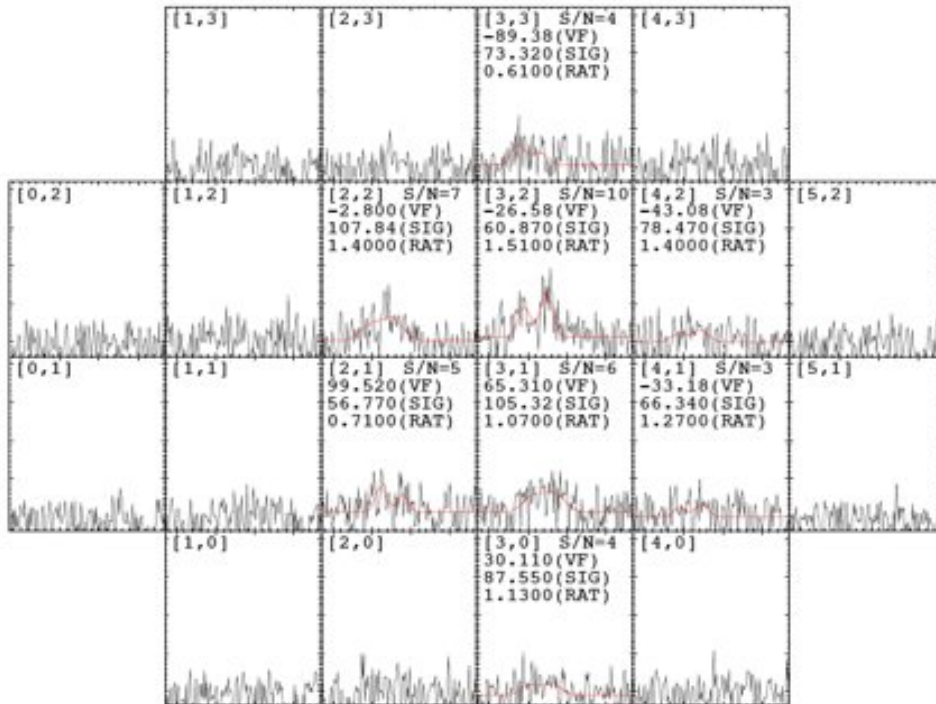 [1,3]
[2,3]
[3,3] S/N=4
-89.38(VF)
73.320(SIG)
0.6100(RAT)
[4,3]
[0,2]
[1,2]
[2,2] S/N=7
-2.800(VF)
107.84(SIG)
1.4000(RAT)
[3,2] S/N=10
-26.58(VF)
60.870(SIG)
1.5100(RAT)
[4,2] S/N=3
-43.08(VF)
78.470(SIG)
1.4000(RAT)
[5,2]
[0,1]
[1,1]
[2,1] S/N=5
99.520(VF)
56.770(SIG)
0.7100(RAT)
[3,1] S/N=6
65.310(VF)
105.32(SIG)
1.0700(RAT)
[4,1] S/N=3
-33.18(VF)
66.340(SIG)
1.2700(RAT)
[5,1]
[1,0]
[2,0]
[3,0] S/N=4
30.110(VF)
87.550(SIG)
1.1300(RAT)
[4,0]